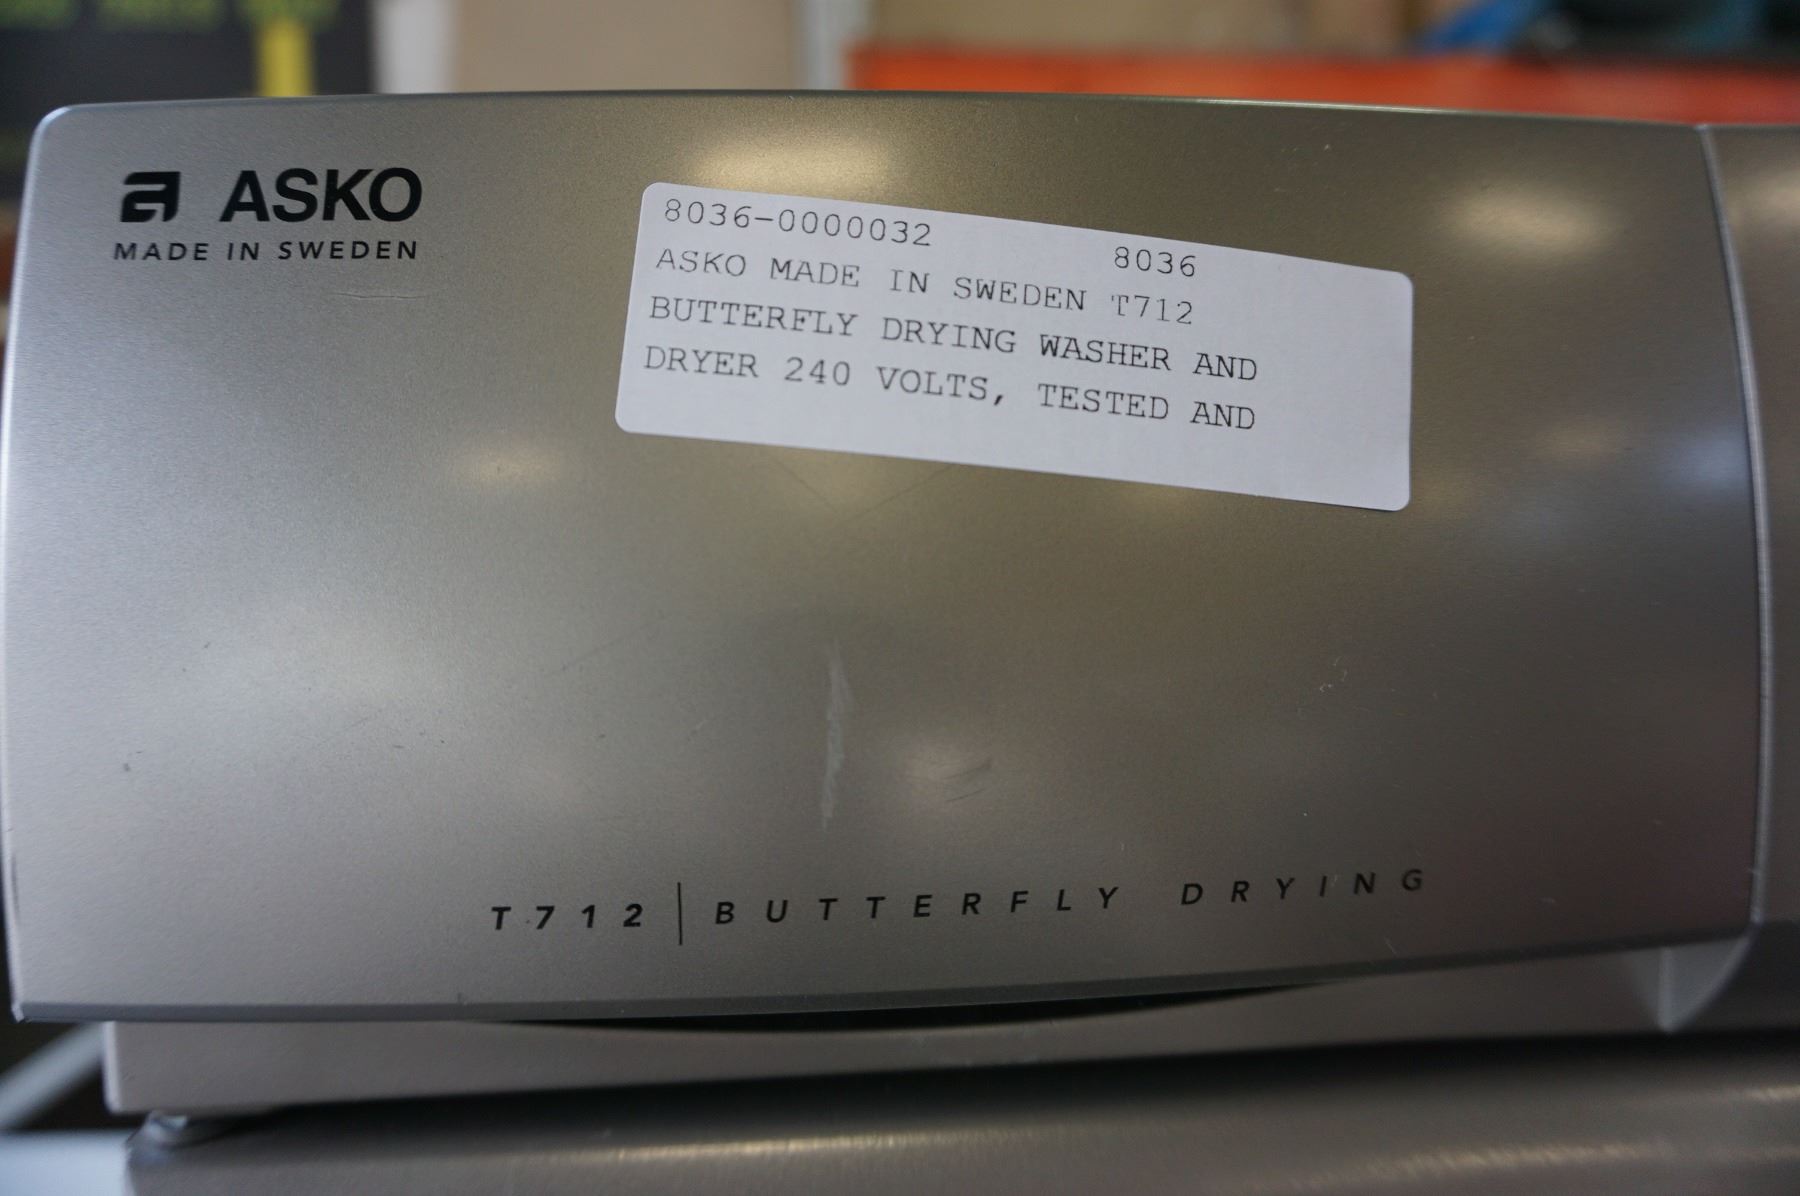 ASKO
MADE IN SWEDEN
8036-0000032 8036
ASKO MADE IN SWEDEN T712
BUTTERFLY DRYING WASHER AND
DRYER 240 VOLTS, TESTED AND
T712 | BUTTERFLY DRYING